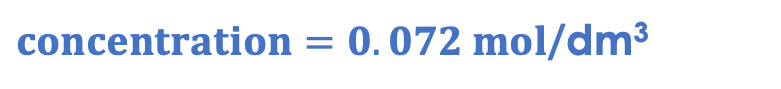 concentration = 0.072 mol/dm³